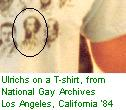 Ulrichs on a T-shirt, from
National Gay Archives
Los Angeles, California '84